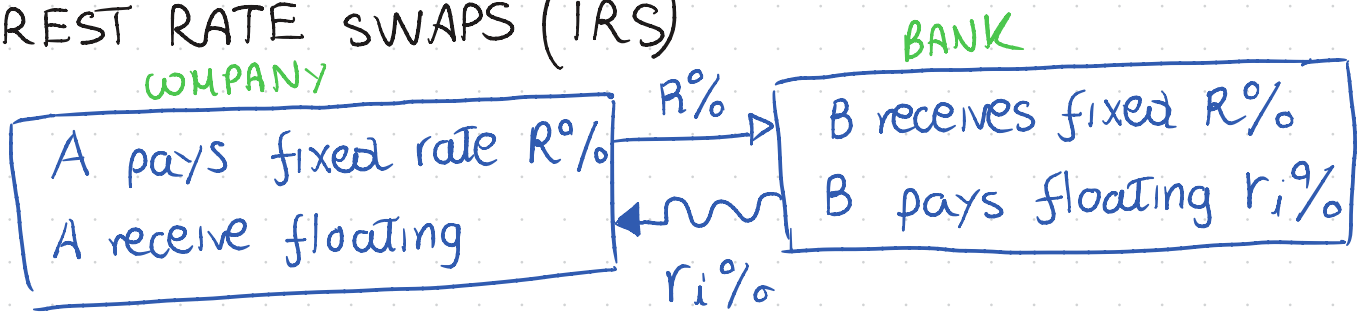 REST RATE SWAPS (IRS)
COMPANY
BANK
A pays fixed rate R%
A receive floating
R%
ri%
B receives fixed R%
B pays floating ri%